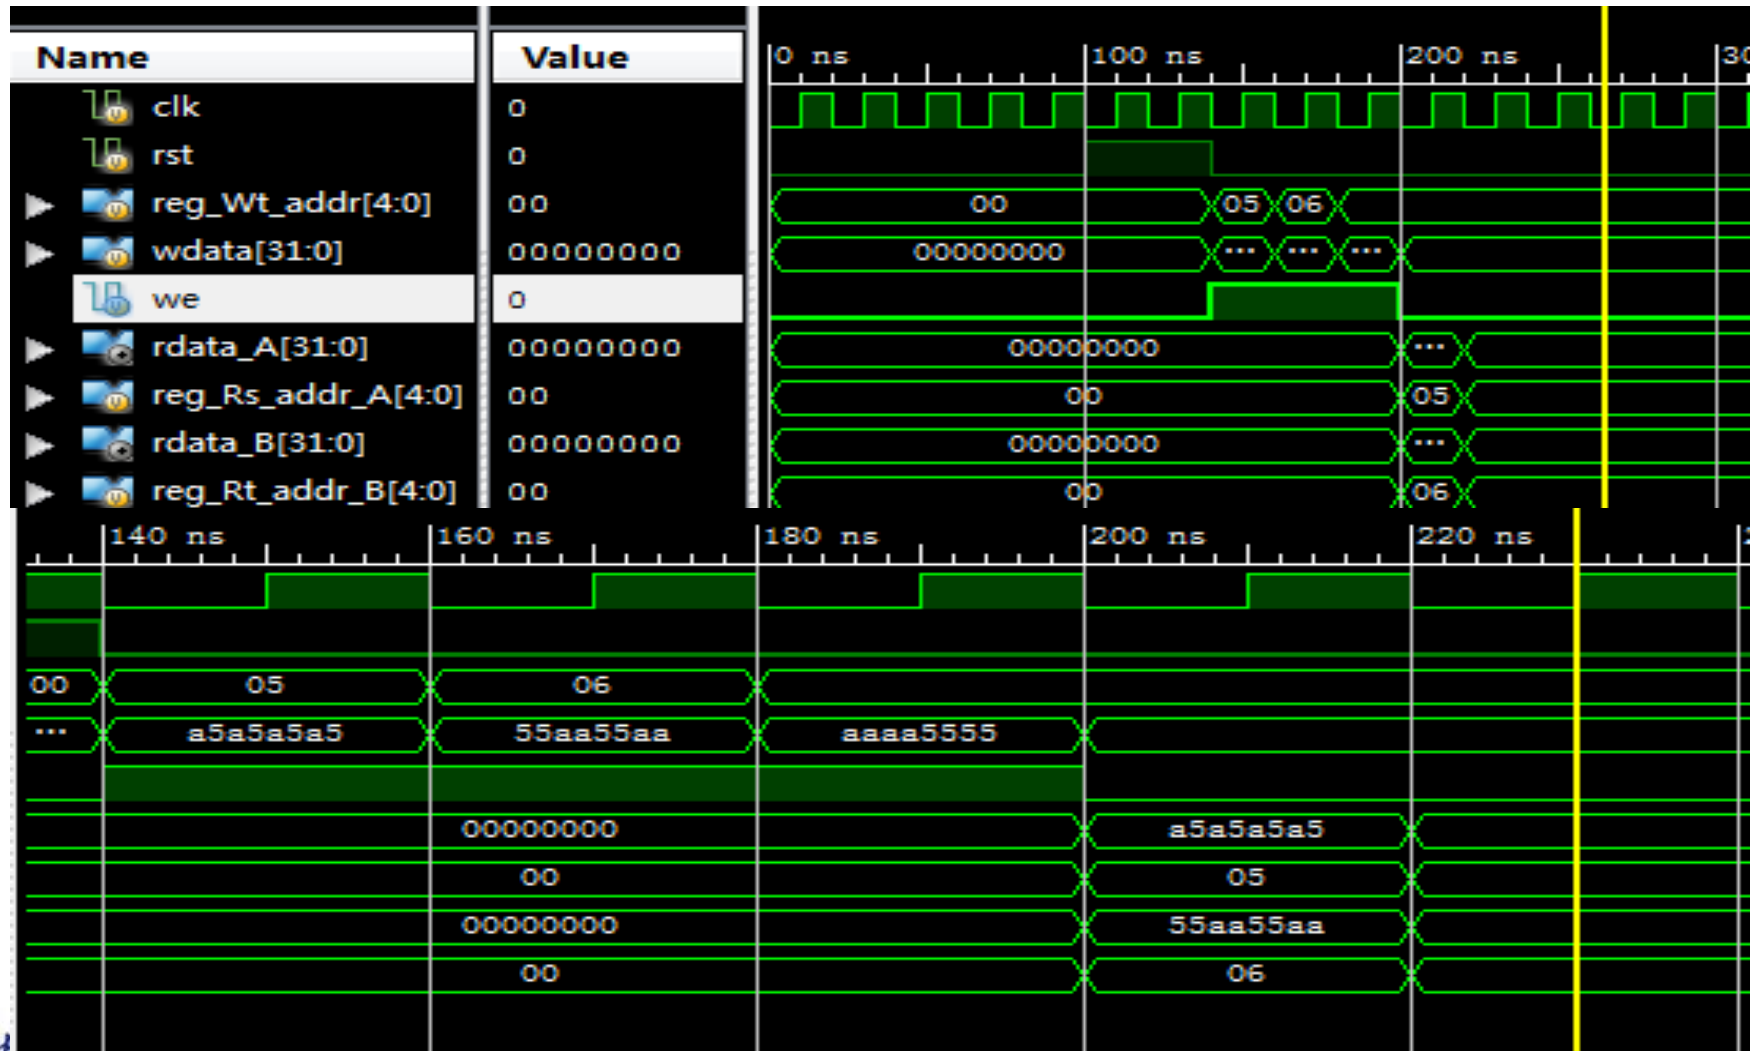 Name Value 0 ns 100 ns 200 ns 30
clk 0
rst 0
reg_Wt_addr[4:0] 00 00 05 06
wdata[31:0] 00000000 00000000 ... ... ...
we 0
rdata_A[31:0] 00000000 00000000 ...
reg_Rs_addr_A[4:0] 00 00 05
rdata_B[31:0] 00000000 00000000 ...
reg_Rt_addr_B[4:0] 00 00 06
140 ns 160 ns 180 ns 200 ns 220 ns
00 05 06
... a5a5a5a5 55aa55aa aaaa5555
00000000 a5a5a5a5
00 05
00000000 55aa55aa
00 06